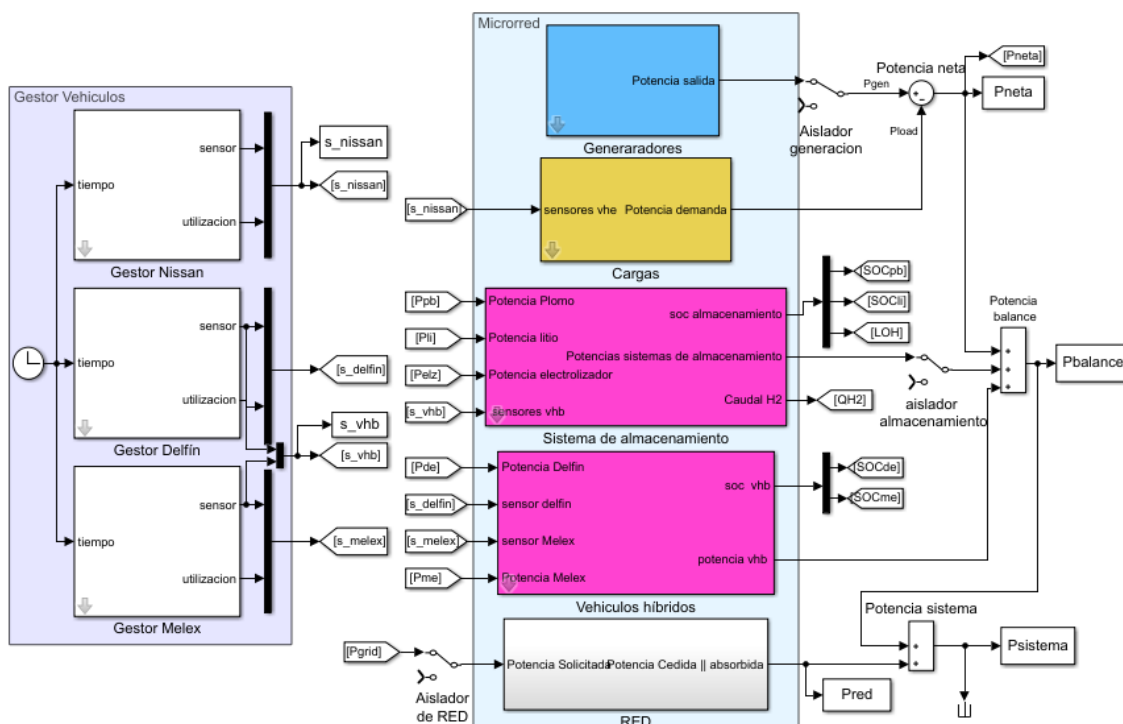 Gestor Vehiculos
tiempo
sensor
utilizacion
Gestor Nissan
s_nissan
[s_nissan]
tiempo
sensor
utilizacion
Gestor Delfín
[s_delfin]
s_vhb
[s_vhb]
tiempo
sensor
utilizacion
Gestor Melex
[s_melex]
Microrred
Potencia salida
Generaradores
[s_nissan]
sensores vhe
Potencia demanda
Cargas
[Ppb]
Potencia Plomo
[Pli]
Potencia litio
[Pelz]
Potencia electrolizador
[s_vhb]
sensores vhb
soc almacenamiento
Potencias sistemas de almacenamiento
Caudal H2
Sistema de almacenamiento
[SOCpb]
[SOCli]
[LOH]
[QH2]
[Pde]
Potencia Delfin
[s_delfin]
sensor delfin
[s_melex]
sensor Melex
[Pme]
Potencia Melex
soc vhb
potencia vhb
Vehiculos híbridos
[SOCde]
[SOCme]
[Pgrid]
Aislador
de RED
Potencia Solicitada
Potencia Cedida || absorbida
RED
Pred
Aislador
generacion
Pgen
Pload
Potencia neta
[Pneta]
Pneta
aislador
almacenamiento
Potencia
balance
Pbalance
Potencia sistema
Psistema